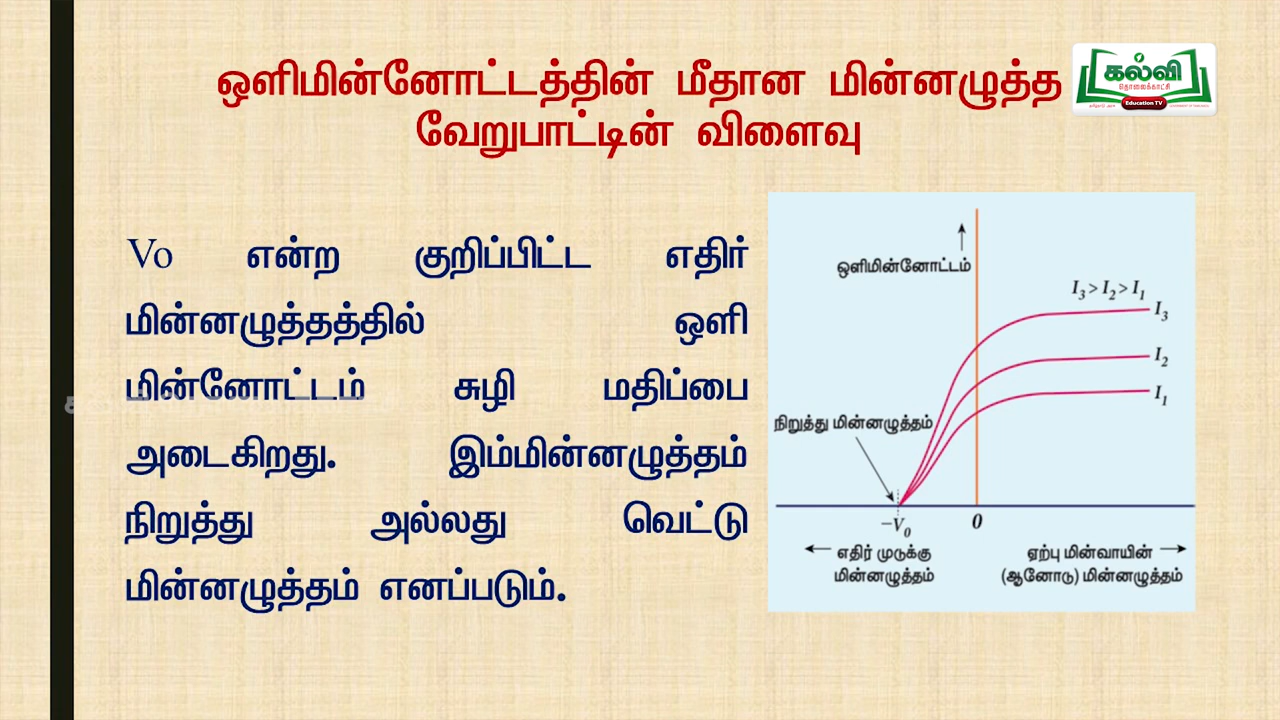 ஒளிமின்னோட்டத்தின் மீதான மின்னழுத்த
வேறுபாட்டின் விளைவு
கல்வி
தொலைக்காட்சி
Education TV
Vo என்ற குறிப்பிட்ட எதிர்
மின்னழுத்தத்தில் ஒளி
மின்னோட்டம் சுழி மதிப்பை
அடைகிறது. இம்மின்னழுத்தம்
நிறுத்து அல்லது வெட்டு
மின்னழுத்தம் எனப்படும்.
ஒளிமின்னோட்டம்
I₃ > I₂ > I₁
I₃
I₂
I₁
நிறுத்து மின்னழுத்தம்
−V₀
0
எதிர் முடுக்கு
மின்னழுத்தம்
ஏற்பு மின்வாயின்
(ஆனோடு) மின்னழுத்தம்